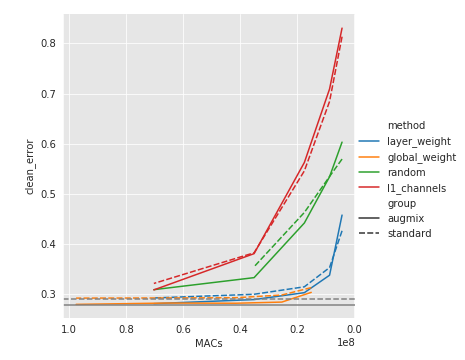 0.8
0.7
0.6
0.5
0.4
0.3
clean_error
1.0 0.8 0.6 0.4 0.2 0.0
MACs
1e8
method
layer_weight
global_weight
random
l1_channels
group
augmix
standard